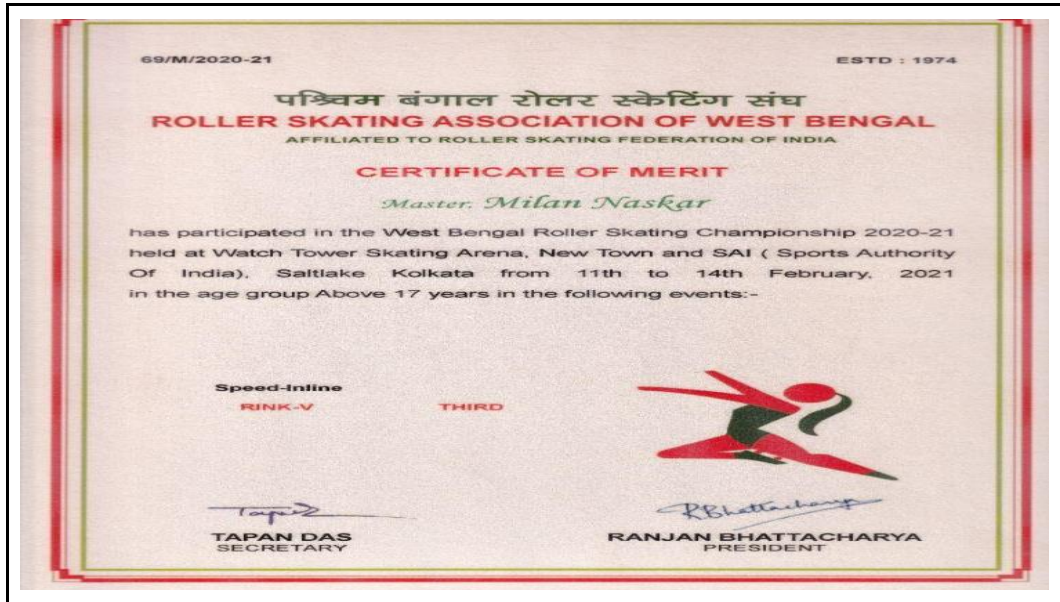 69/M/2020-21 ESTD : 1974
पश्चिम बंगाल रोलर स्केटिंग संघ
ROLLER SKATING ASSOCIATION OF WEST BENGAL
AFFILIATED TO ROLLER SKATING FEDERATION OF INDIA
CERTIFICATE OF MERIT
Master. Milan Naskar
has participated in the West Bengal Roller Skating Championship 2020-21
held at Watch Tower Skating Arena, New Town and SAI ( Sports Authority
Of India), Saltlake Kolkata from 11th to 14th February, 2021
in the age group Above 17 years in the following events:-
Speed-Inline
RINK-V THIRD
RBhattacharya
TAPAN DAS RANJAN BHATTACHARYA
SECRETARY PRESIDENT